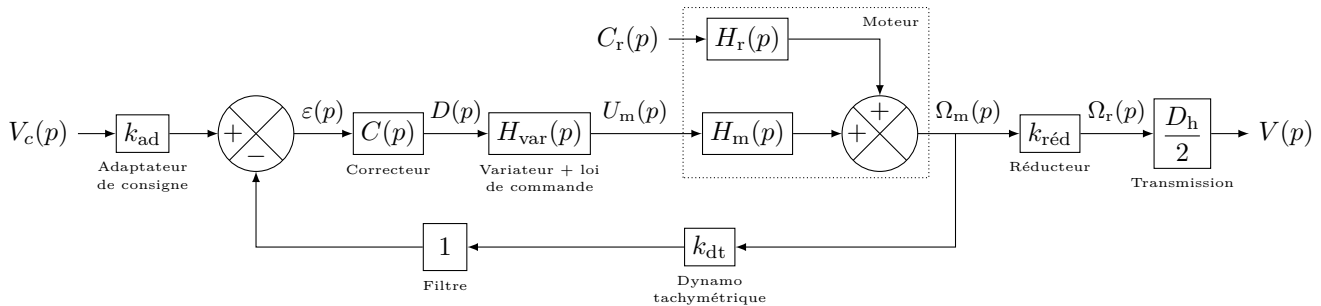 Moteur
C_r(p)
H_r(p)
+
V_c(p)
k_ad
+
−
ε(p)
C(p)
D(p)
H_var(p)
U_m(p)
H_m(p)
+
Ω_m(p)
k_réd
Ω_r(p)
D_h
2
V(p)
Adaptateur
de consigne
Correcteur
Variateur + loi
de commande
Réducteur
Transmission
1
Filtre
k_dt
Dynamo
tachymétrique